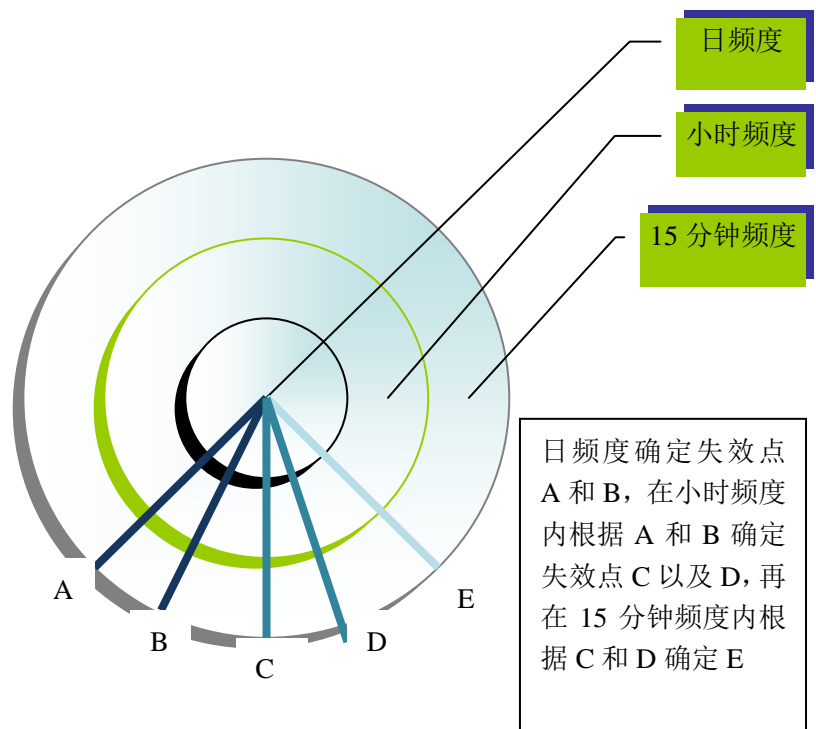 日频度
小时频度
15 分钟频度
A
B
C
D
E
日频度确定失效点
A 和 B，在小时频度
内根据 A 和 B 确定
失效点 C 以及 D，再
在 15 分钟频度内根
据 C 和 D 确定 E